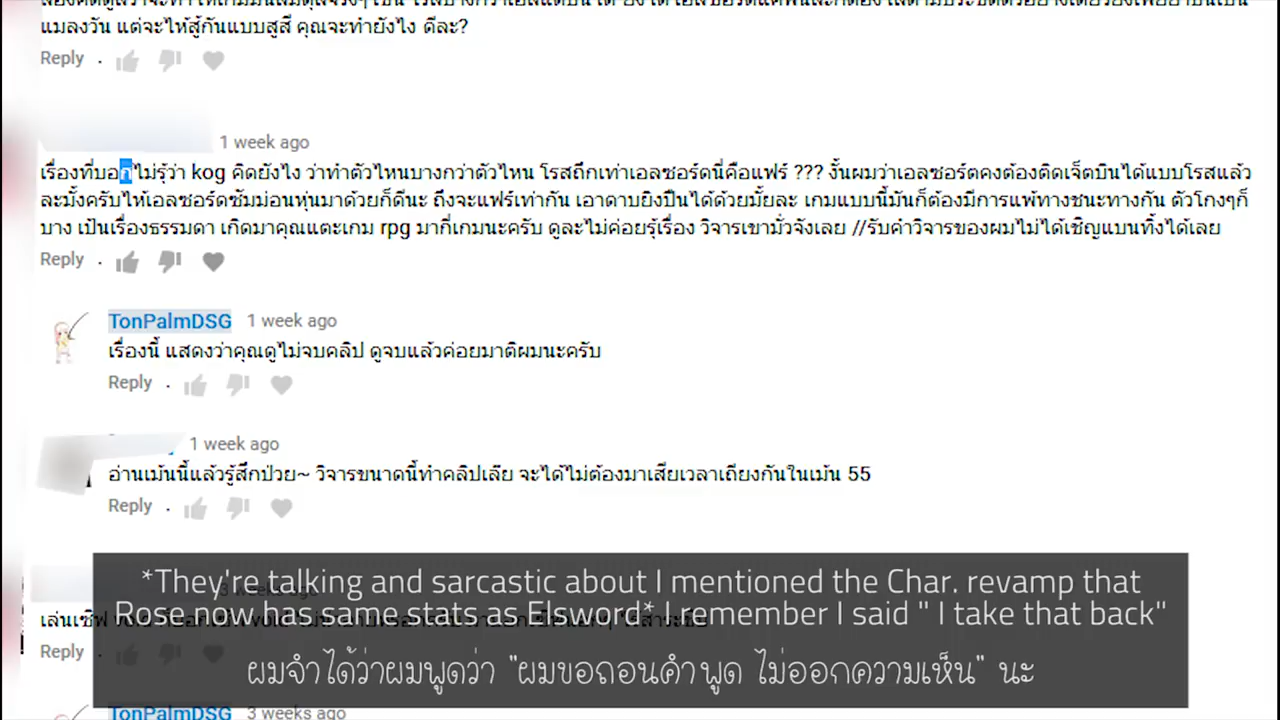 แมลงวัน แต่จะให้สู้กันแบบสูสี คุณจะทำยังไง ดีละ?
Reply .
1 week ago
เรื่องที่บอกไม่รุ้ว่า kog คิดยังไง ว่าทำตัวไหนบางกว่าตัวไหน โรสถึกเท่าเอลซอร์ดนี่คือแฟร์ ??? งั้นผมว่าเอลซอร์ตคงต้องติดเจ็ตบินได้แบบโรสแล้ว
ละมั้งครับให้เอลซอร์ดซัมม่อนหุ่นมาด้วยก็ดีนะ ถึงจะแฟร์เท่ากัน เอาดาบยิงปืนได้ด้วยมั้ยละ เกมแบบนี้มันก็ต้องมีการแพ้ทางชนะทางกัน ตัวโกงๆก็
บาง เป้นเรื่องธรรมดา เกิดมาคุณแตะเกม rpg มากี่เกมนะครับ ดูละไม่ค่อยรุ้เรื่อง วิจารเขามั่วจังเลย //รับคำวิจารของผมไม่ได้เชิญแบนทิ้งได้เลย
Reply .
TonPalmDSG 1 week ago
เรื่องนี้ แสดงว่าคุณดูไม่จบคลิป ดูจบแล้วค่อยมาติผมนะครับ
Reply .
1 week ago
อ่านเม้นนี้แล้วรู้สึกป่วย~ วิจารขนาดนี้ทำคลิปเลีย จะได้ไม่ต้องมาเสียเวลาเถียงกันในเม้น 55
Reply .
3 weeks ago
*They're talking and sarcastic about I mentioned the Char. revamp that
Rose now has same stats as Elsword* I remember I said " I take that back"
เล่นเซิฟ
Reply .
ผมจำได้ว่าผมพูดว่า "ผมขอถอนคำพูด ไม่ออกความเห็น" นะ
TonPalmDSG 3 weeks ago